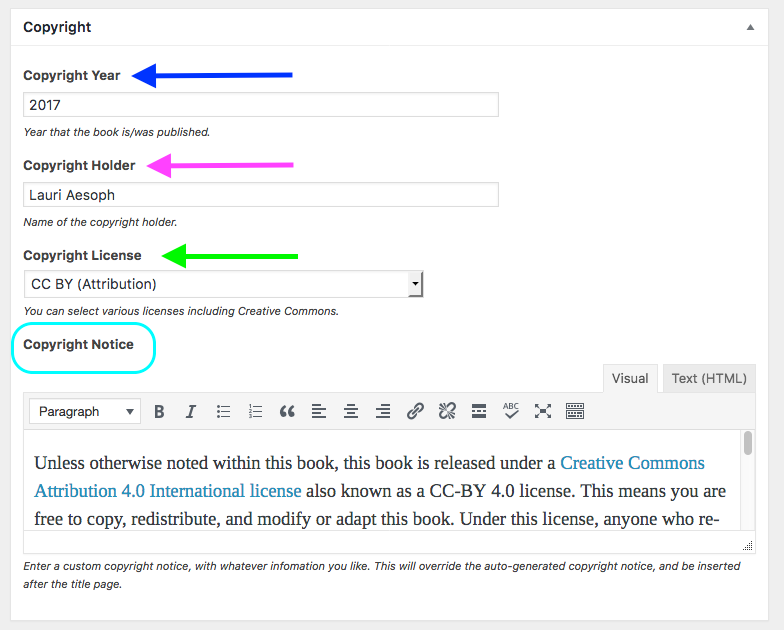 Copyright
Copyright Year
2017
Year that the book is/was published.
Copyright Holder
Lauri Aesoph
Name of the copyright holder.
Copyright License
CC BY (Attribution)
You can select various licenses including Creative Commons.
Copyright Notice
Visual Text (HTML)
Paragraph B I ABC
Unless otherwise noted within this book, this book is released under a Creative Commons
Attribution 4.0 International license also known as a CC-BY 4.0 license. This means you are
free to copy, redistribute, and modify or adapt this book. Under this license, anyone who re-
Enter a custom copyright notice, with whatever infomation you like. This will override the auto-generated copyright notice, and be inserted
after the title page.